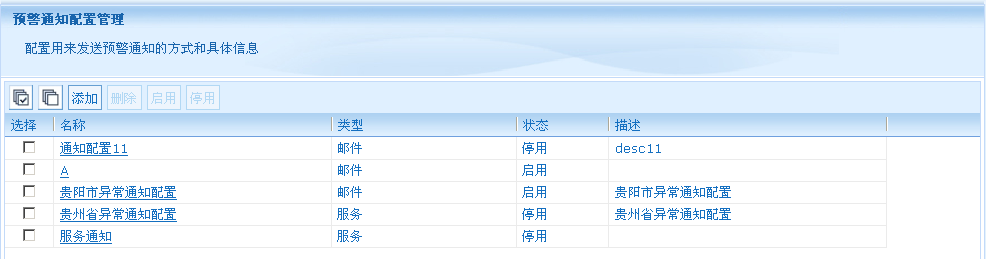 预警通知配置管理
配置用来发送预警通知的方式和具体信息
添加 删除 启用 停用
选择 名称 类型 状态 描述
通知配置11 邮件 停用 desc11
A 邮件 启用
贵阳市异常通知配置 邮件 启用 贵阳市异常通知配置
贵州省异常通知配置 服务 停用 贵州省异常通知配置
服务通知 服务 停用